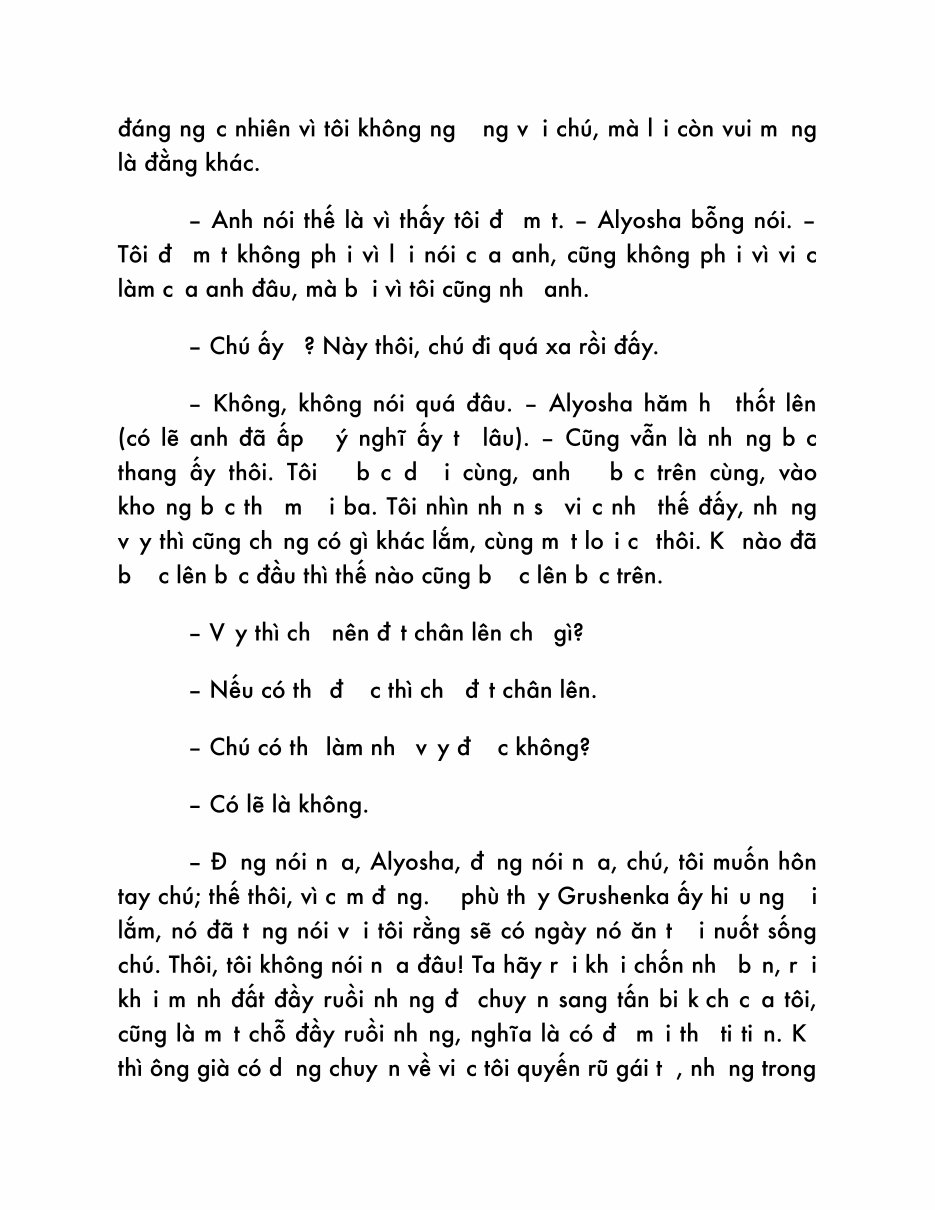 đáng ng c nhiên vì tôi không ng  ng v i chú, mà l i còn vui m ng
là đằng khác.
– Anh nói thế là vì thấy tôi đ  m t. – Alyosha bỗng nói. –
Tôi đ  m t không ph i vì l i nói c a anh, cũng không ph i vì vi c
làm c a anh đâu, mà b i vì tôi cũng nh  anh.
– Chú ấy  ? Này thôi, chú đi quá xa rồi đấy.
– Không, không nói quá đâu. – Alyosha hăm h  thốt lên
(có lẽ anh đã ấp  ý nghĩ ấy t  lâu). – Cũng vẫn là nh ng b c
thang ấy thôi. Tôi  b c d  i cùng, anh  b c trên cùng, vào
kho ng b c th  m  i ba. Tôi nhìn nh n s  vi c nh  thế đấy, nh ng
v y thì cũng ch ng có gì khác lắm, cùng m t lo i c  thôi. K  nào đã
b  c lên b c đầu thì thế nào cũng b  c lên b c trên.
– V y thì ch  nên đ t chân lên ch  gì?
– Nếu có th  đ  c thì ch  đ t chân lên.
– Chú có th  làm nh  v y đ  c không?
– Có lẽ là không.
– Đ ng nói n a, Alyosha, đ ng nói n a, chú, tôi muốn hôn
tay chú; thế thôi, vì c m đ ng.  phù th y Grushenka ấy hi u ng  i
lắm, nó đã t ng nói v i tôi rằng sẽ có ngày nó ăn t  i nuốt sống
chú. Thôi, tôi không nói n a đâu! Ta hãy r i kh i chốn nh  b n, r i
kh i m nh đất đầy ruồi nh ng đ  chuy n sang tấn bi k ch c a tôi,
cũng là m t chỗ đầy ruồi nh ng, nghĩa là có đ  m i th  ti ti n. K
thì ông già có d ng chuy n về vi c tôi quyến rũ gái t , nh ng trong